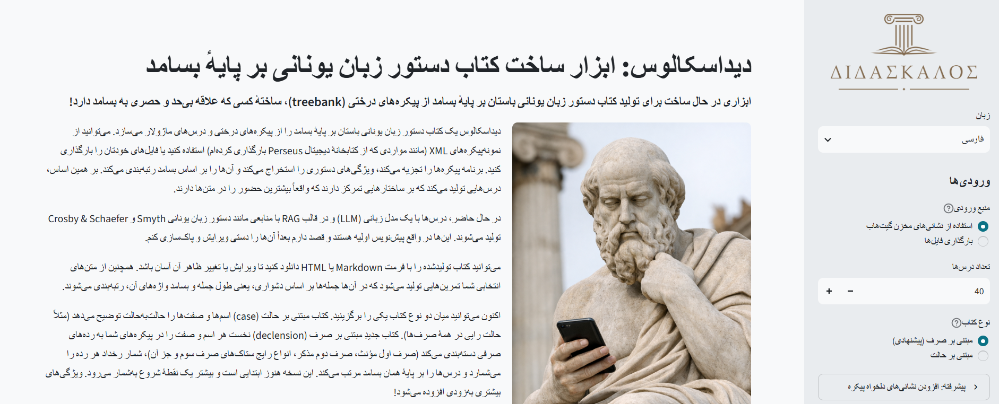 ΔΙΔΑΣΚΑΛΟΣ
زبان
فارسی
ورودی‌ها
منبع ورودی
استفاده از نشانی‌های مخزن گیت‌هاب
بارگذاری فایل‌ها
تعداد درس‌ها
40
نوع کتاب
مبتنی بر صرف (پیشنهادی)
مبتنی بر حالت
پیشرفته: افزودن نشانی‌های دلخواه پیکره
دیداسکالوس: ابزار ساخت کتاب دستور زبان یونانی بر پایهٔ بسامد
ابزاری در حال ساخت برای تولید کتاب دستور زبان یونانی باستان بر پایهٔ بسامد از پیکره‌های درختی (treebank)، ساختهٔ کسی که علاقه بی‌حد و حصری به بسامد دارد!
دیداسکالوس یک کتاب دستور زبان یونانی باستان بر پایهٔ بسامد را از پیکره‌های درختی و درس‌های ماژولار می‌سازد. می‌توانید از
نمونه‌پیکره‌های XML (مانند مواردی که از کتابخانهٔ دیجیتال Perseus بارگذاری کرده‌ام) استفاده کنید یا فایل‌های خودتان را بارگذاری
کنید. برنامه پیکره‌ها را تجزیه می‌کند، ویژگی‌های دستوری را استخراج می‌کند و آن‌ها را بر اساس بسامد رتبه‌بندی می‌کند. بر همین اساس،
درس‌هایی تولید می‌کند که بر ساختارهایی تمرکز دارند که واقعاً بیشترین حضور را در متن‌ها دارند.
در حال حاضر، درس‌ها با یک مدل زبانی (LLM) و در قالب RAG با منابعی مانند دستور زبان یونانی Smyth و Crosby & Schaefer
تولید می‌شوند. این‌ها در واقع پیش‌نویس اولیه هستند و قصد دارم بعداً آن‌ها را دستی ویرایش و پاک‌سازی کنم.
می‌توانید کتاب تولیدشده را با فرمت Markdown یا HTML دانلود کنید تا ویرایش یا تغییر ظاهر آن آسان باشد. همچنین از متن‌های
انتخابی شما تمرین‌هایی تولید می‌شود که در آن‌ها جمله‌ها بر اساس دشواری، یعنی طول جمله و بسامد واژه‌های آن، رتبه‌بندی می‌شوند.
اکنون می‌توانید میان دو نوع کتاب یکی را برگزینید. کتاب مبتنی بر حالت (case) اسم‌ها و صفت‌ها را حالت‌به‌حالت توضیح می‌دهد (مثلاً
حالت رایی در همهٔ صرف‌ها). کتاب جدیدِ مبتنی بر صرف (declension) نخست هر اسم و صفت را در پیکره‌های شما به رده‌های
صرفی دسته‌بندی می‌کند (صرف اول مؤنث، صرف دوم مذکر، انواع رایج ستاک‌های صرف سوم و جز آن)، شمار رخداد هر رده را
می‌شمارد و درس‌ها را بر پایهٔ همان بسامد مرتب می‌کند. این نسخه هنوز ابتدایی است و بیشتر یک نقطهٔ شروع به‌شمار می‌رود. ویژگی‌های
بیشتری به‌زودی افزوده می‌شود!